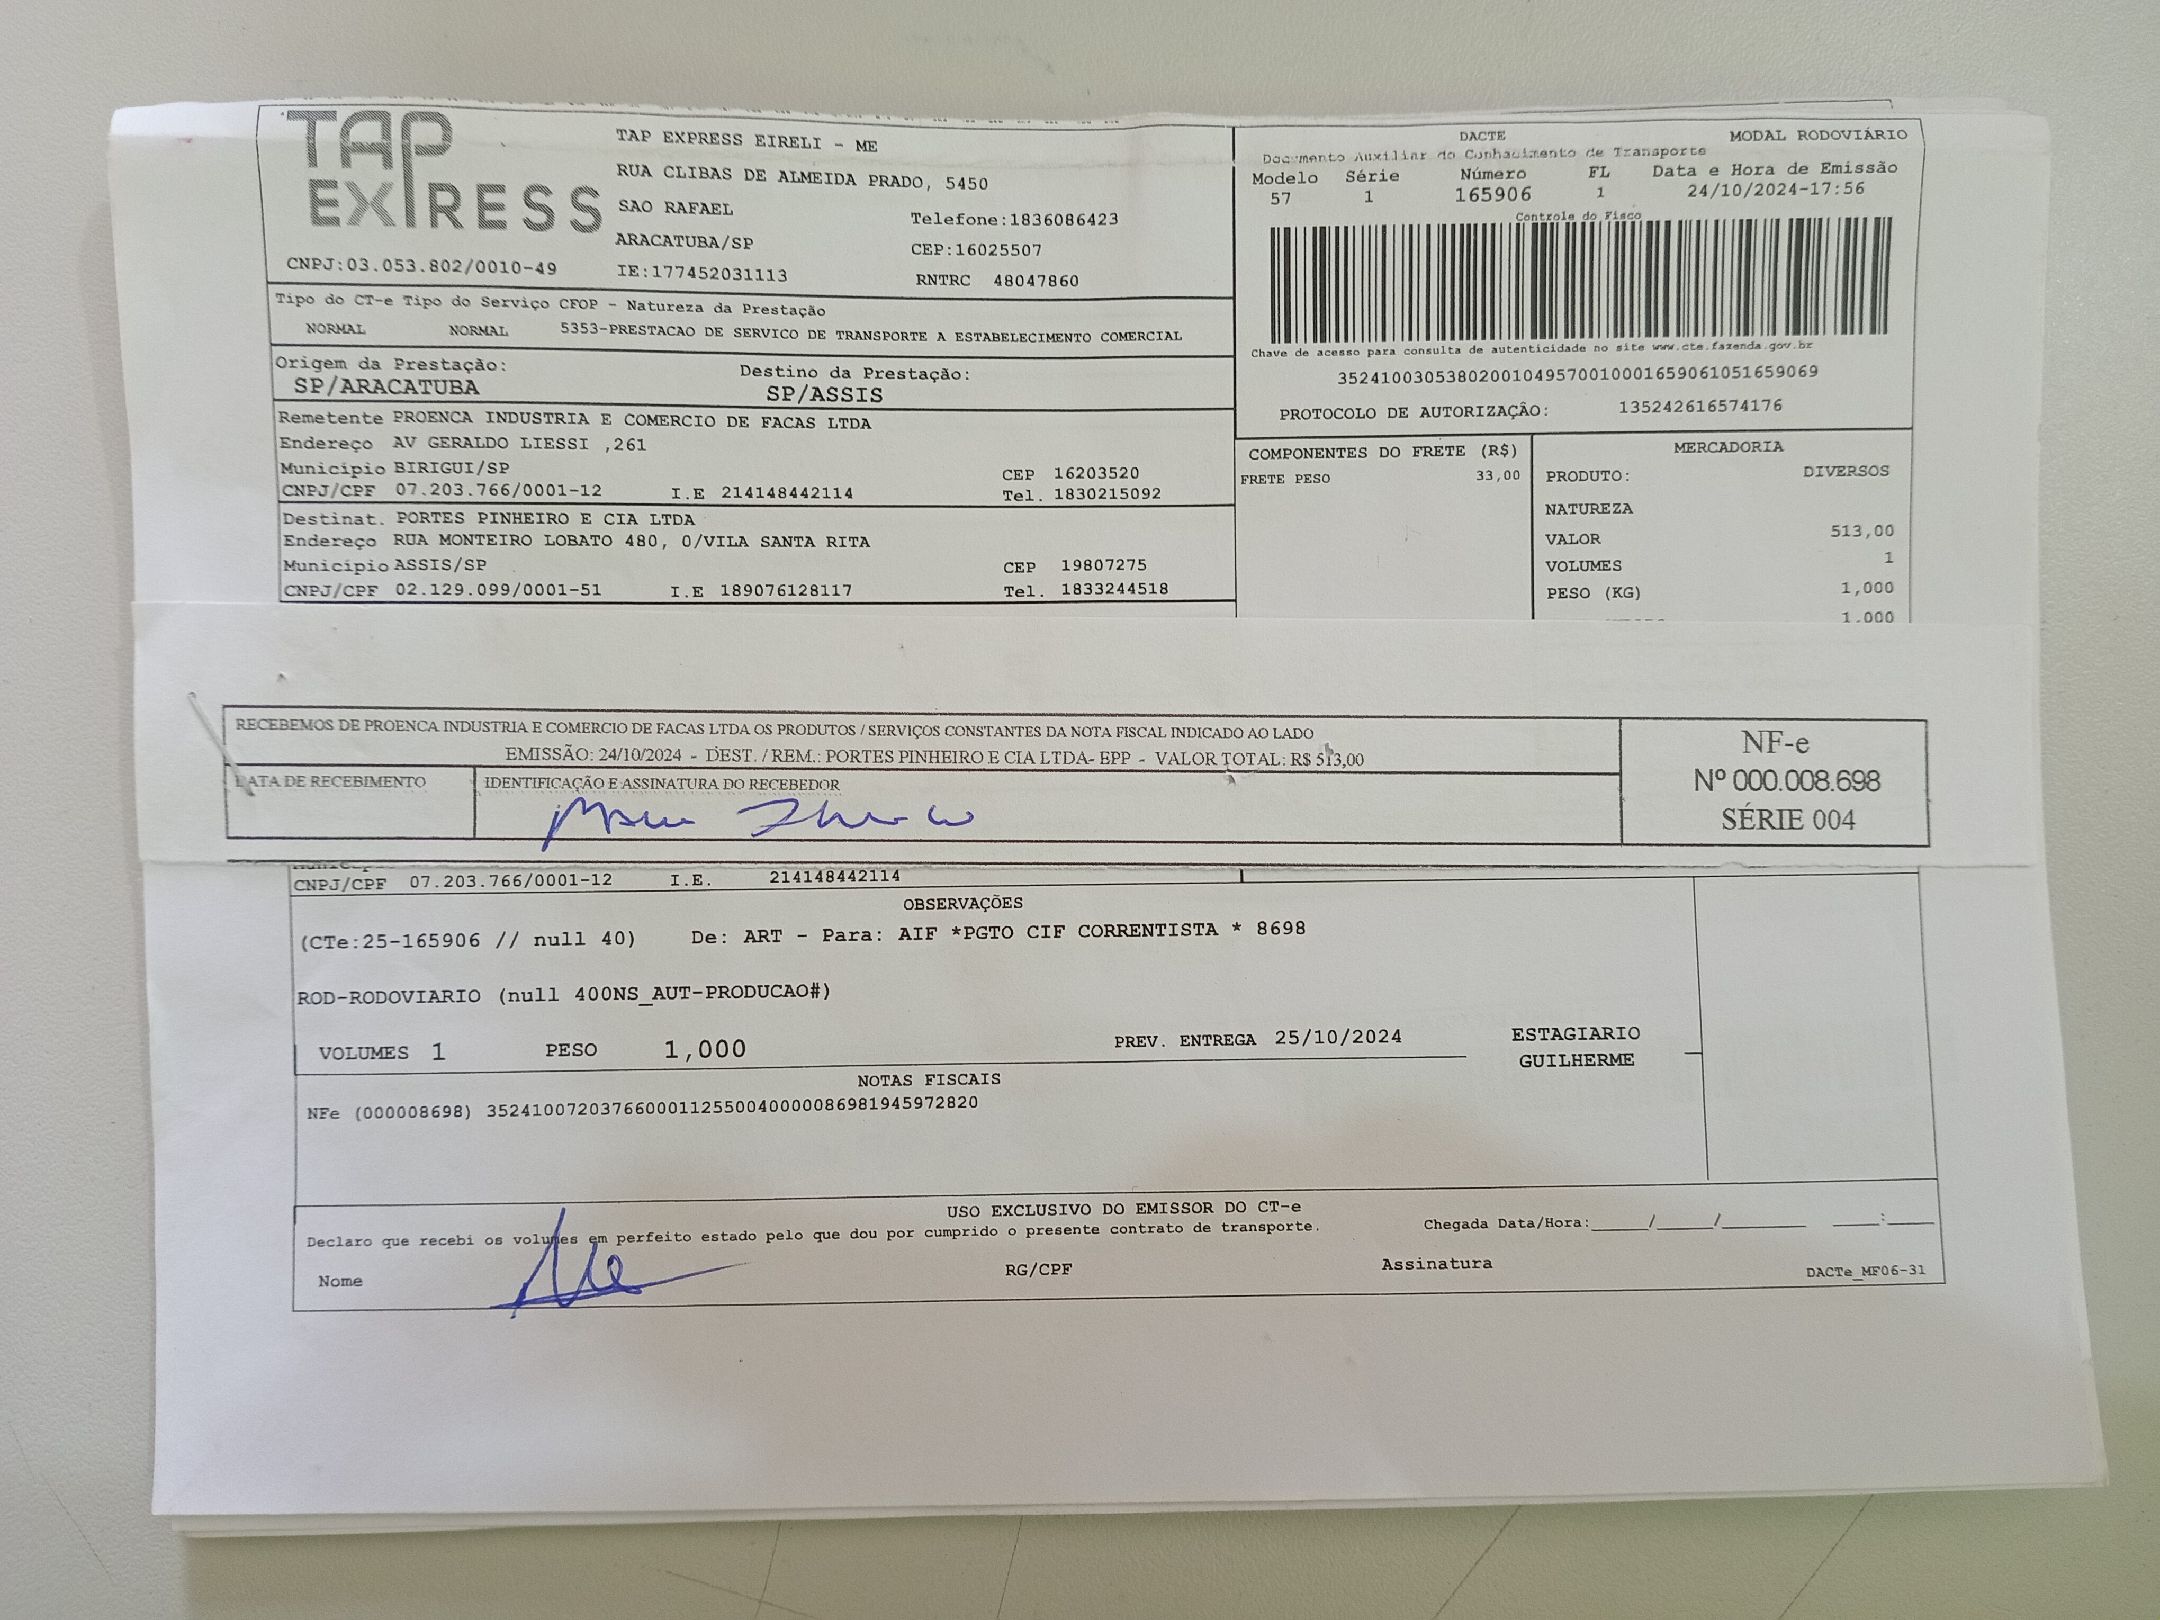 TAP EXPRESS
TAP EXPRESS EIRELI - ME
RUA CLIBAS DE ALMEIDA PRADO, 5450
SAO RAFAEL
Telefone:1836086423
ARACATUBA/SP
CEP:16025507
CNPJ:03.053.802/0010-49
IE:177452031113
RNTRC 48047860
DACTE
MODAL RODOVIÁRIO
Documento Auxiliar do Conhecimento de Transporte
Modelo Série Número FL Data e Hora de Emissão
57 1 165906 1 24/10/2024-17:56
Controle do Fisco
Chave de acesso para consulta de autenticidade no site www.cte.fazenda.gov.br
35241003053802001049570010001659061051659069
PROTOCOLO DE AUTORIZAÇÃO: 135242616574176
Tipo do CT-e Tipo do Serviço CFOP - Natureza da Prestação
NORMAL NORMAL 5353-PRESTACAO DE SERVICO DE TRANSPORTE A ESTABELECIMENTO COMERCIAL
Origem da Prestação: Destino da Prestação:
SP/ARACATUBA SP/ASSIS
Remetente PROENCA INDUSTRIA E COMERCIO DE FACAS LTDA
Endereço AV GERALDO LIESSI ,261
Município BIRIGUI/SP CEP 16203520
CNPJ/CPF 07.203.766/0001-12 I.E 214148442114 Tel. 1830215092
Destinat. PORTES PINHEIRO E CIA LTDA
Endereço RUA MONTEIRO LOBATO 480, 0/VILA SANTA RITA
Município ASSIS/SP CEP 19807275
CNPJ/CPF 02.129.099/0001-51 I.E 189076128117 Tel. 1833244518
COMPONENTES DO FRETE (R$)
FRETE PESO 33,00
MERCADORIA
PRODUTO: DIVERSOS
NATUREZA
VALOR 513,00
VOLUMES 1
PESO (KG) 1,000
1,000
RECEBEMOS DE PROENCA INDUSTRIA E COMERCIO DE FACAS LTDA OS PRODUTOS / SERVIÇOS CONSTANTES DA NOTA FISCAL INDICADO AO LADO
EMISSÃO: 24/10/2024 - DEST. / REM.: PORTES PINHEIRO E CIA LTDA- EPP - VALOR TOTAL: R$ 513,00
DATA DE RECEBIMENTO
IDENTIFICAÇÃO E ASSINATURA DO RECEBEDOR
NF-e
Nº 000.008.698
SÉRIE 004
CNPJ/CPF 07.203.766/0001-12 I.E. 214148442114
OBSERVAÇÕES
(CTe:25-165906 // null 40) De: ART - Para: AIF *PGTO CIF CORRENTISTA * 8698
ROD-RODOVIARIO (null 400NS_AUT-PRODUCAO#)
VOLUMES 1 PESO 1,000 PREV. ENTREGA 25/10/2024
ESTAGIARIO
GUILHERME
NOTAS FISCAIS
NFe (000008698) 35241007203766000112550040000086981945972820
USO EXCLUSIVO DO EMISSOR DO CT-e
Declaro que recebi os volumes em perfeito estado pelo que dou por cumprido o presente contrato de transporte.
Chegada Data/Hora:_____/_____/_______ ____:____
Nome RG/CPF Assinatura
DACTe_MF06-31